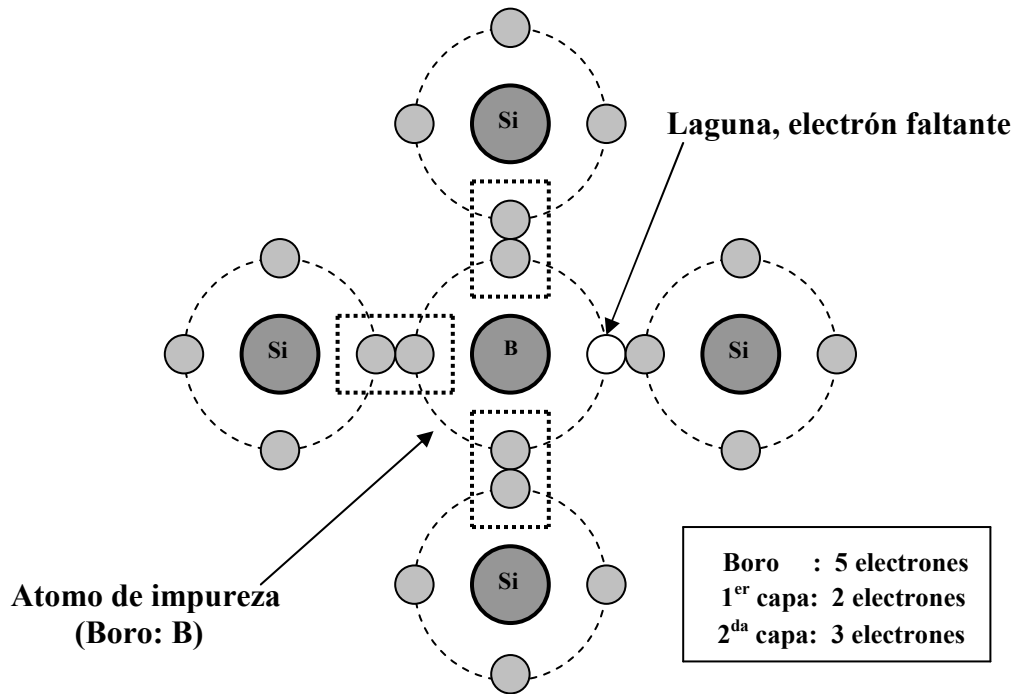 Si
Laguna, electrón faltante
Si
B
Si
Si
Atomo de impureza
(Boro: B)
Boro : 5 electrones
1er capa: 2 electrones
2da capa: 3 electrones